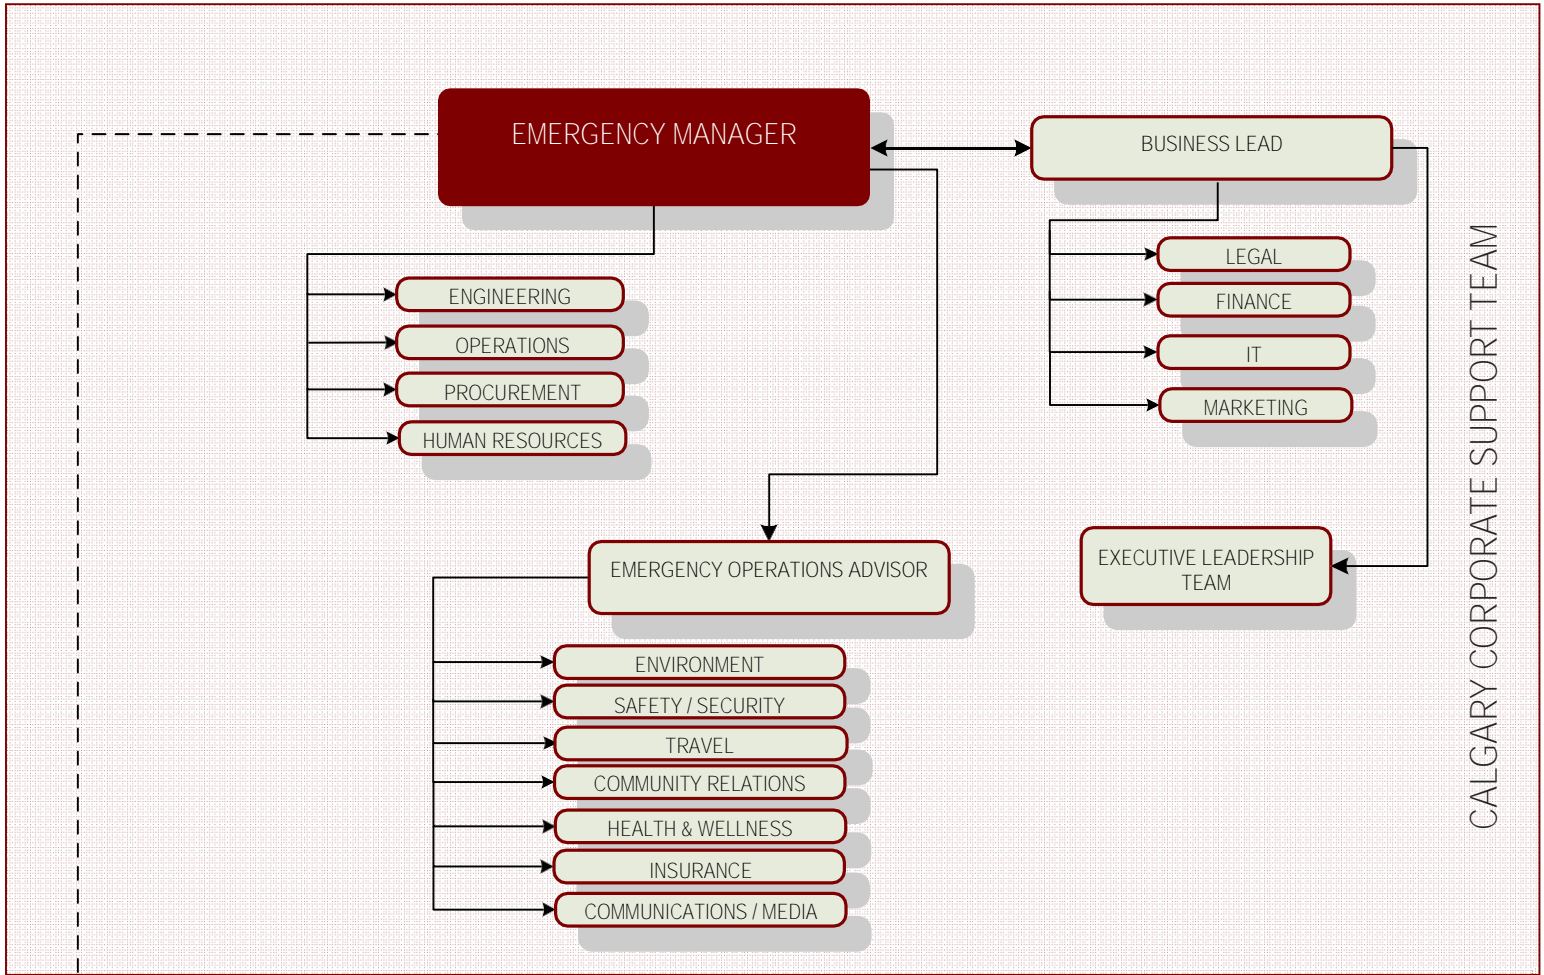 EMERGENCY MANAGER
BUSINESS LEAD
LEGAL
FINANCE
IT
MARKETING
ENGINEERING
OPERATIONS
PROCUREMENT
HUMAN RESOURCES
EMERGENCY OPERATIONS ADVISOR
EXECUTIVE LEADERSHIP
TEAM
ENVIRONMENT
SAFETY / SECURITY
TRAVEL
COMMUNITY RELATIONS
HEALTH & WELLNESS
INSURANCE
COMMUNICATIONS / MEDIA
CALGARY CORPORATE SUPPORT TEAM